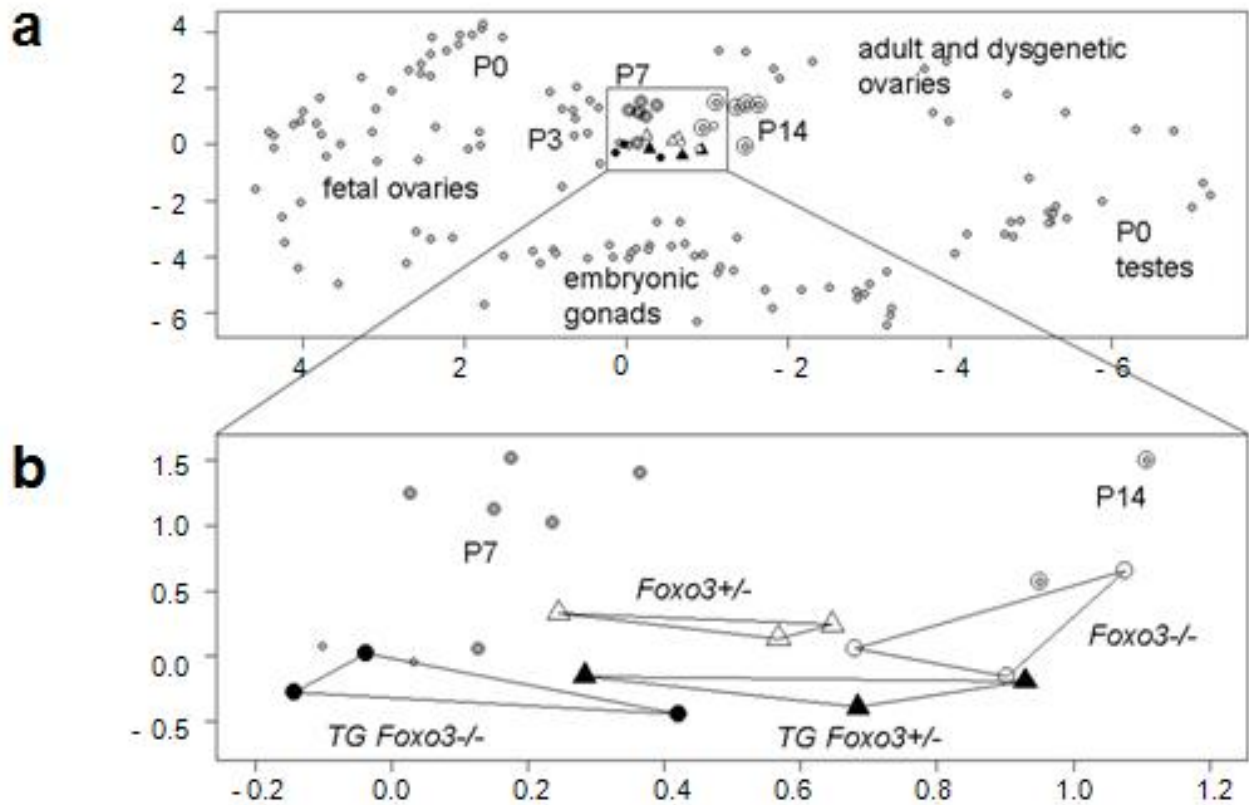 a
4
2
0
- 2
- 4
- 6
P0
P7
adult and dysgenetic
ovaries
P3
P14
fetal ovaries
embryonic
gonads
P0
testes
4 2 0 - 2 - 4 - 6
b
1.5
1.0
0.5
0.0
- 0.5
P7
P14
Foxo3+/-
Foxo3-/-
TG Foxo3-/-
TG Foxo3+/-
-0.2 0.0 0.2 0.4 0.6 0.8 1.0 1.2